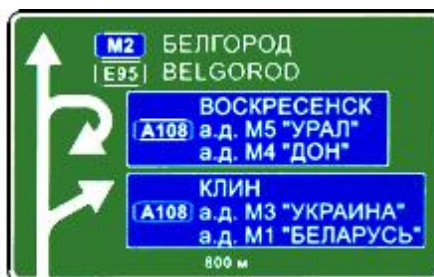 M2 БЕЛГОРОД
E95 BELGOROD
ВОСКРЕСЕНСК
A108 а.д. М5 "УРАЛ"
а.д. М4 "ДОН"
КЛИН
A108 а.д. М3 "УКРАИНА"
а.д. М1 "БЕЛАРУСЬ"
800 м